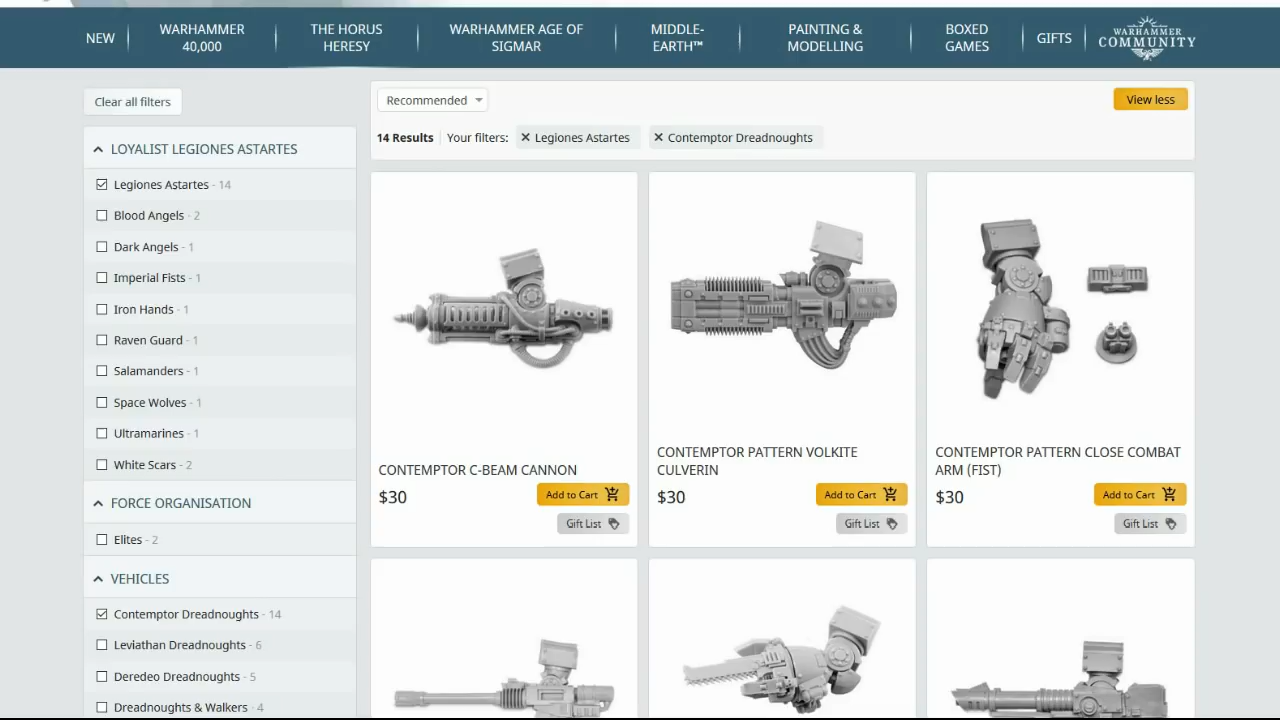 NEW
WARHAMMER
40,000
THE HORUS
HERESY
WARHAMMER AGE OF
SIGMAR
MIDDLE-
EARTH™
PAINTING &
MODELLING
BOXED
GAMES
GIFTS
WARHAMMER
COMMUNITY
Clear all filters
LOYALIST LEGIONES ASTARTES
Legiones Astartes - 14
Blood Angels - 2
Dark Angels - 1
Imperial Fists - 1
Iron Hands - 1
Raven Guard - 1
Salamanders - 1
Space Wolves - 1
Ultramarines - 1
White Scars - 2
FORCE ORGANISATION
Elites - 2
VEHICLES
Contemptor Dreadnoughts - 14
Leviathan Dreadnoughts - 6
Deredeo Dreadnoughts - 5
Dreadnoughts & Walkers - 4
Recommended
View less
14 Results Your filters: ✕ Legiones Astartes ✕ Contemptor Dreadnoughts
CONTEMPTOR C-BEAM CANNON
$30
Add to Cart
Gift List
CONTEMPTOR PATTERN VOLKITE
CULVERIN
$30
Add to Cart
Gift List
CONTEMPTOR PATTERN CLOSE COMBAT
ARM (FIST)
$30
Add to Cart
Gift List